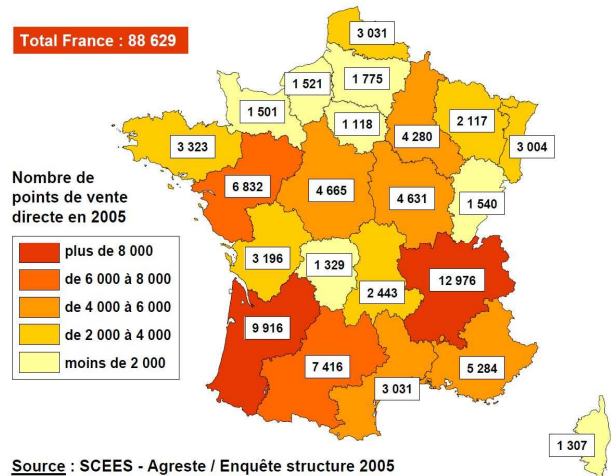 Total France : 88 629
3 031
1 521
1 775
1 501
1 118
4 280
2 117
3 004
3 323
6 832
4 665
4 631
1 540
3 196
1 329
2 443
12 976
9 916
7 416
3 031
5 284
1 307
Nombre de
points de vente
directe en 2005
plus de 8 000
de 6 000 à 8 000
de 4 000 à 6 000
de 2 000 à 4 000
moins de 2 000
Source : SCEES - Agreste / Enquête structure 2005